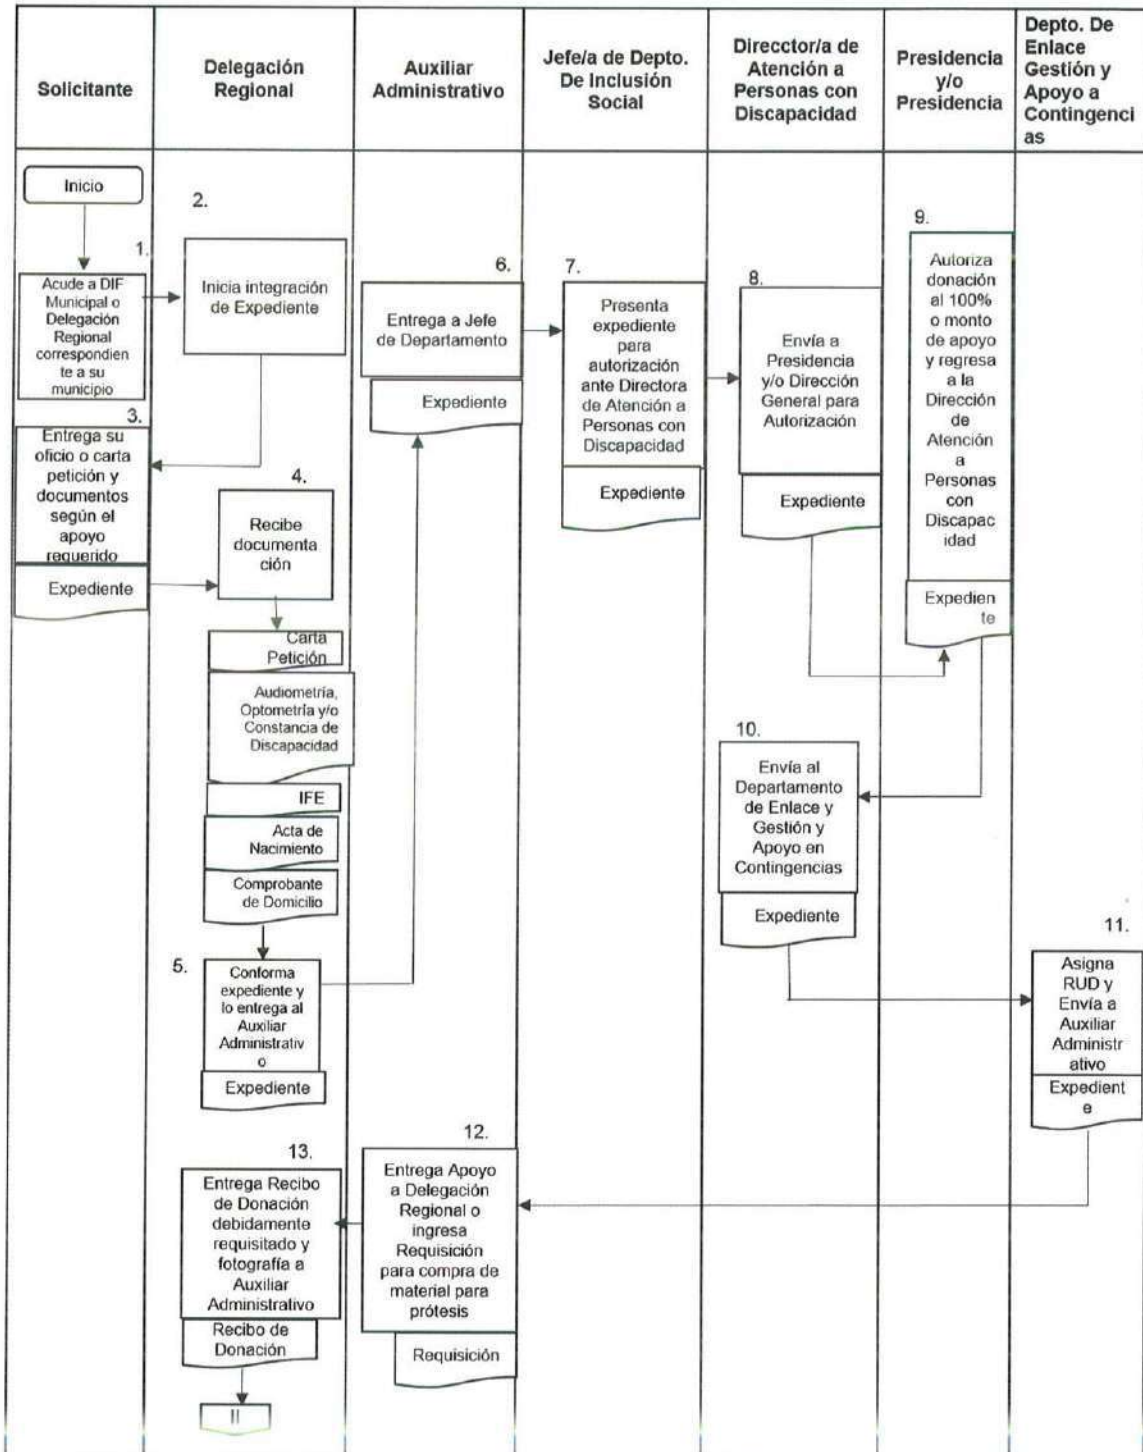 Solicitante
Delegación
Regional
Auxiliar
Administrativo
Jefe/a de Depto.
De Inclusión
Social
Direcctor/a de
Atención a
Personas con
Discapacidad
Presidencia
y/o
Presidencia
Depto. De
Enlace
Gestión y
Apoyo a
Contingenci
as
Inicio
1.
Acude a DIF
Municipal o
Delegación
Regional
correspondien
te a su
municipio
2.
Inicia integración
de Expediente
3.
Entrega su
oficio o carta
petición y
documentos
según el
apoyo
requerido
Expediente
4.
Recibe
documenta
ción
Carta
Petición
Audiometría,
Optometría y/o
Constancia de
Discapacidad
IFE
Acta de
Nacimiento
Comprobante
de Domicilio
5.
Conforma
expediente y
lo entrega al
Auxiliar
Administrativ
o
Expediente
6.
Entrega a Jefe
de Departamento
Expediente
7.
Presenta
expediente
para
autorización
ante Directora
de Atención a
Personas con
Discapacidad
Expediente
8.
Envía a
Presidencia
y/o Dirección
General para
Autorización
Expediente
9.
Autoriza
donación
al 100%
o monto
de apoyo
y regresa
a la
Dirección
de
Atención
a
Personas
con
Discapac
idad
Expedien
te
10.
Envía al
Departamento
de Enlace y
Gestión y
Apoyo en
Contingencias
Expediente
11.
Asigna
RUD y
Envía a
Auxiliar
Administr
ativo
Expedient
e
12.
Entrega Apoyo
a Delegación
Regional o
ingresa
Requisición
para compra de
material para
prótesis
Requisición
13.
Entrega Recibo
de Donación
debidamente
requisitado y
fotografía a
Auxiliar
Administrativo
Recibo de
Donación
II